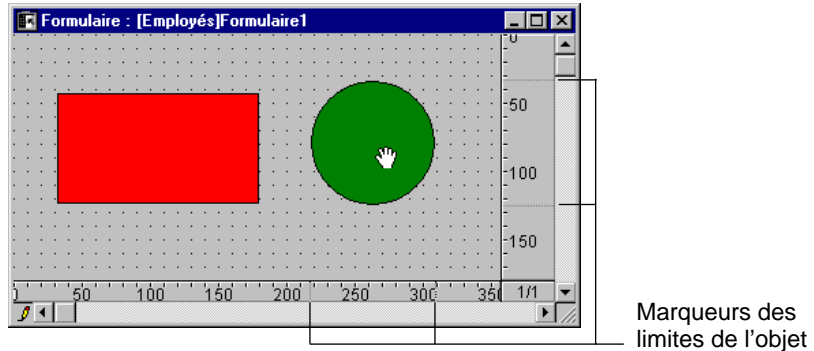 Formulaire : [Employés]Formulaire1
0
50
100
150
0 50 100 150 200 250 300 350 1/1
Marqueurs des
limites de l'objet